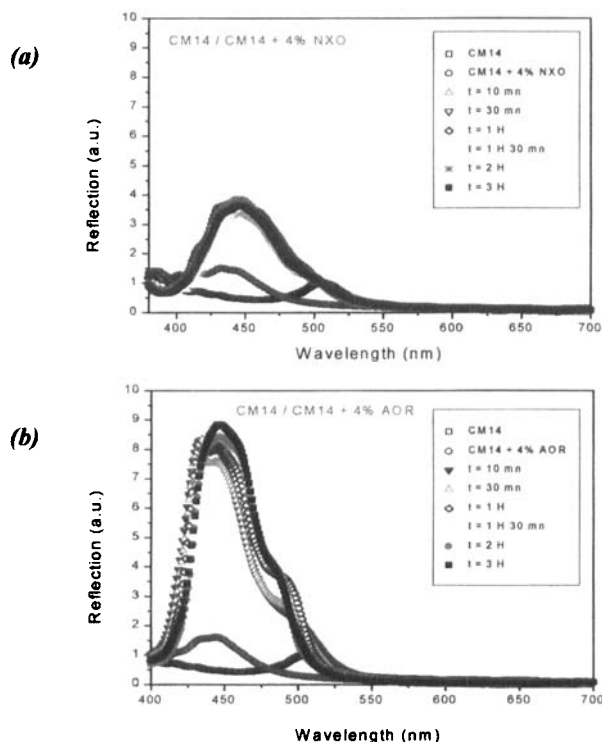 (a)
CM14 / CM14 + 4% NXO
CM14
CM14 + 4% NXO
t = 10 mn
t = 30 mn
t = 1 H
t = 1 H 30 mn
t = 2 H
t = 3 H
Reflection (a.u.)
10
9
8
7
6
5
4
3
2
1
0
400 450 500 550 600 650 700
Wavelength (nm)
(b)
CM14 / CM14 + 4% AOR
CM14
CM14 + 4% AOR
t = 10 mn
t = 30 mn
t = 1 H
t = 1 H 30 mn
t = 2 H
t = 3 H
Reflection (a.u.)
10
9
8
7
6
5
4
3
2
1
0
400 450 500 550 600 650 700
Wavelength (nm)